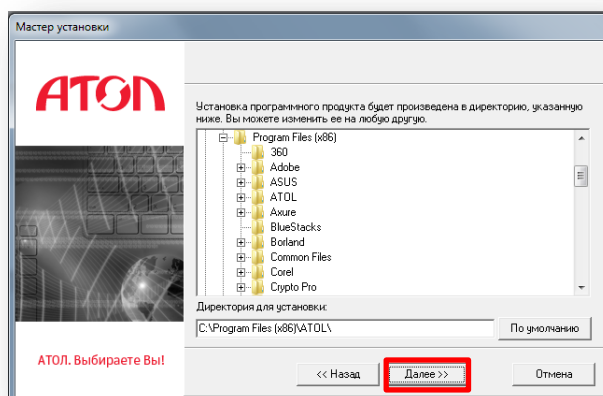 Мастер установки
АТОЛ
Установка программного продукта будет произведена в директорию, указанную
ниже. Вы можете изменить ее на любую другую.
Program Files (x86)
360
Adobe
ASUS
ATOL
Axure
BlueStacks
Borland
Common Files
Corel
Crypto Pro
Директория для установки:
C:\Program Files (x86)\ATOL\
По умолчанию
АТОЛ. Выбираете Вы!
<< Назад
Далее >>
Отмена